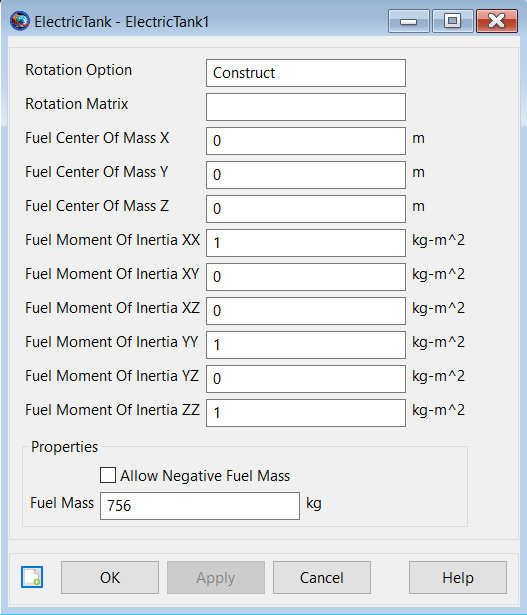 ElectricTank - ElectricTank1
Rotation Option Construct
Rotation Matrix
Fuel Center Of Mass X 0 m
Fuel Center Of Mass Y 0 m
Fuel Center Of Mass Z 0 m
Fuel Moment Of Inertia XX 1 kg-m^2
Fuel Moment Of Inertia XY 0 kg-m^2
Fuel Moment Of Inertia XZ 0 kg-m^2
Fuel Moment Of Inertia YY 1 kg-m^2
Fuel Moment Of Inertia YZ 0 kg-m^2
Fuel Moment Of Inertia ZZ 1 kg-m^2
Properties
Allow Negative Fuel Mass
Fuel Mass 756 kg
OK Apply Cancel Help